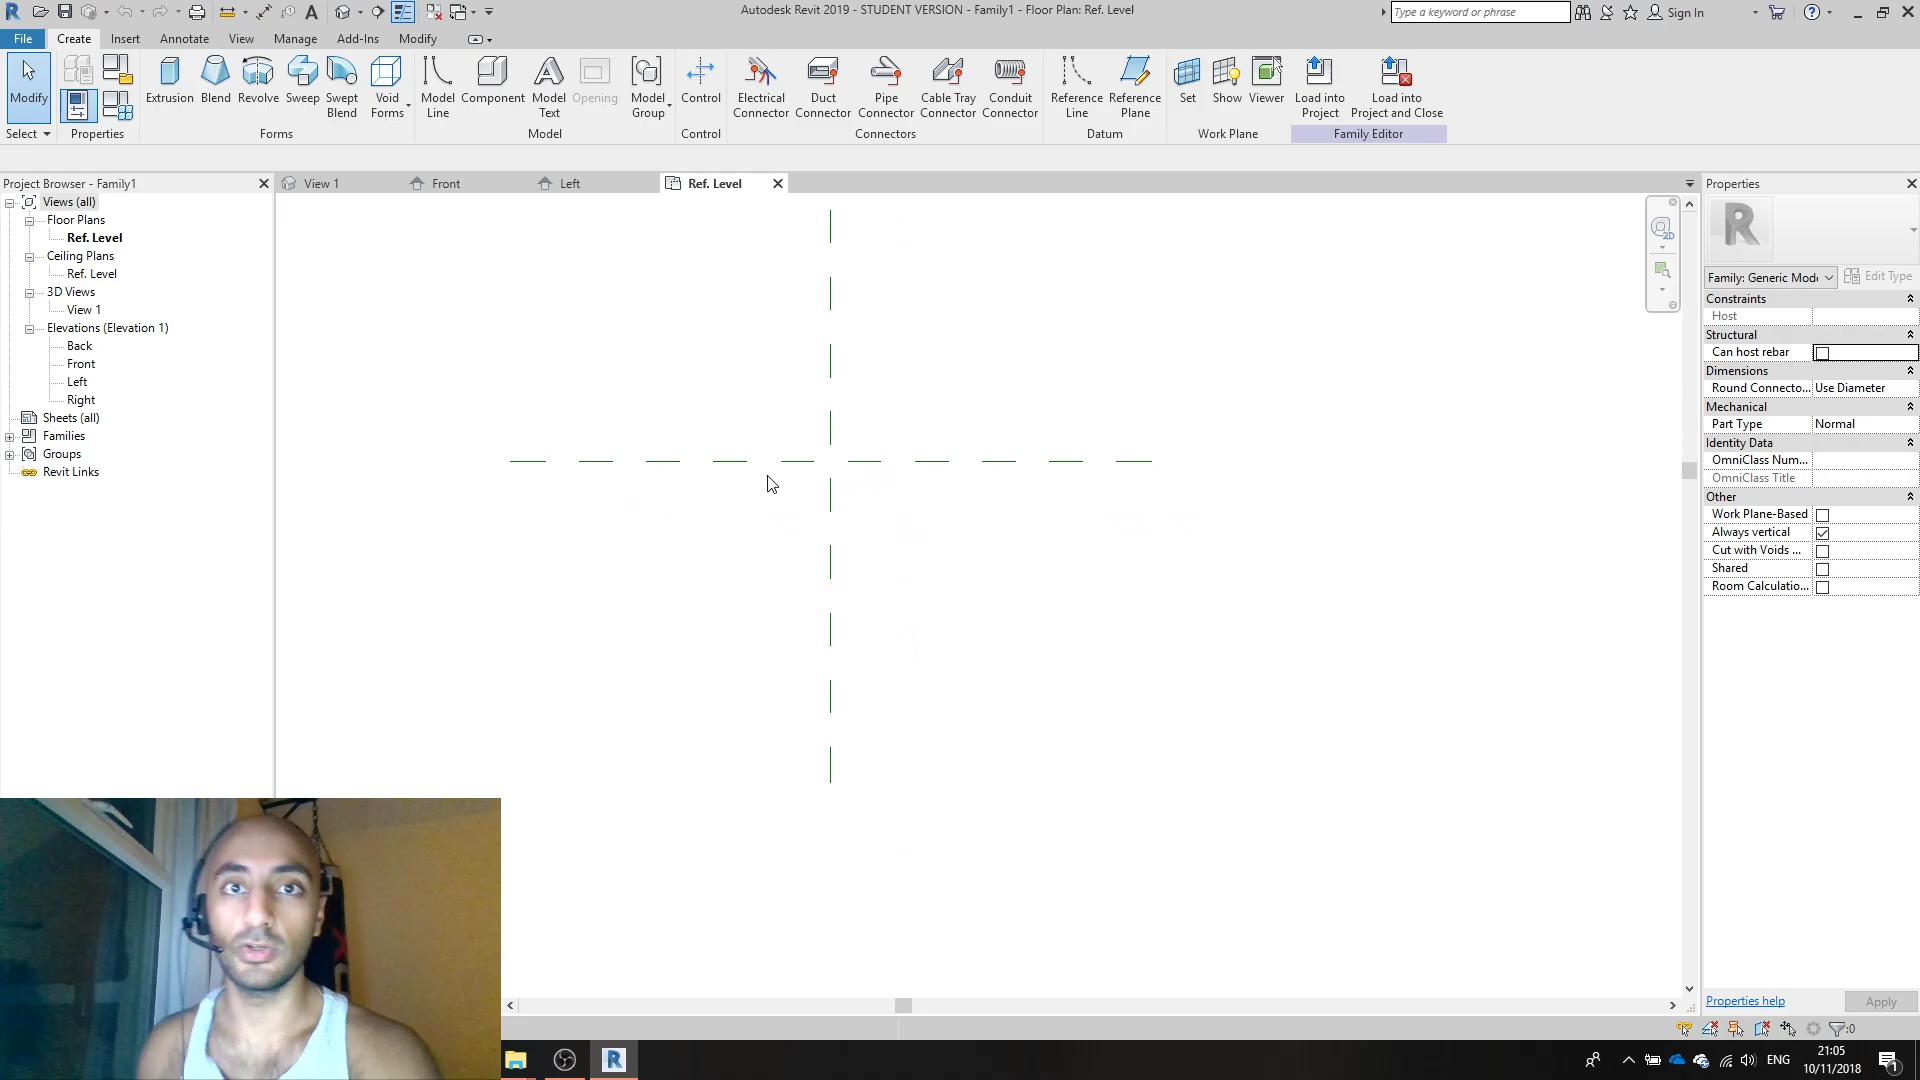 Autodesk Revit 2019 - STUDENT VERSION - Family1 - Floor Plan: Ref. Level
Type a keyword or phrase
Sign In
File Create Insert Annotate View Manage Add-Ins Modify
Modify
Extrusion Blend Revolve Sweep Swept Blend Void Forms
Model Line Component Model Text Opening Model Group
Control
Electrical Connector Duct Connector Pipe Connector Cable Tray Connector Conduit Connector
Reference Line Reference Plane
Set Show Viewer
Load into Project Load into Project and Close
Select Properties Forms Model Control Connectors Datum Work Plane Family Editor
Project Browser - Family1
View 1 Front Left Ref. Level
Views (all)
Floor Plans
Ref. Level
Ceiling Plans
Ref. Level
3D Views
View 1
Elevations (Elevation 1)
Back
Front
Left
Right
Sheets (all)
Families
Groups
Revit Links
2D
Properties
R
Family: Generic Mode
Edit Type
Constraints
Host
Structural
Can host rebar
Dimensions
Round Connecto... Use Diameter
Mechanical
Part Type Normal
Identity Data
OmniClass Num...
OmniClass Title
Other
Work Plane-Based
Always vertical
Cut with Voids ...
Shared
Room Calculatio...
Properties help
Apply
:0
R
ENG
21:05
10/11/2018
1